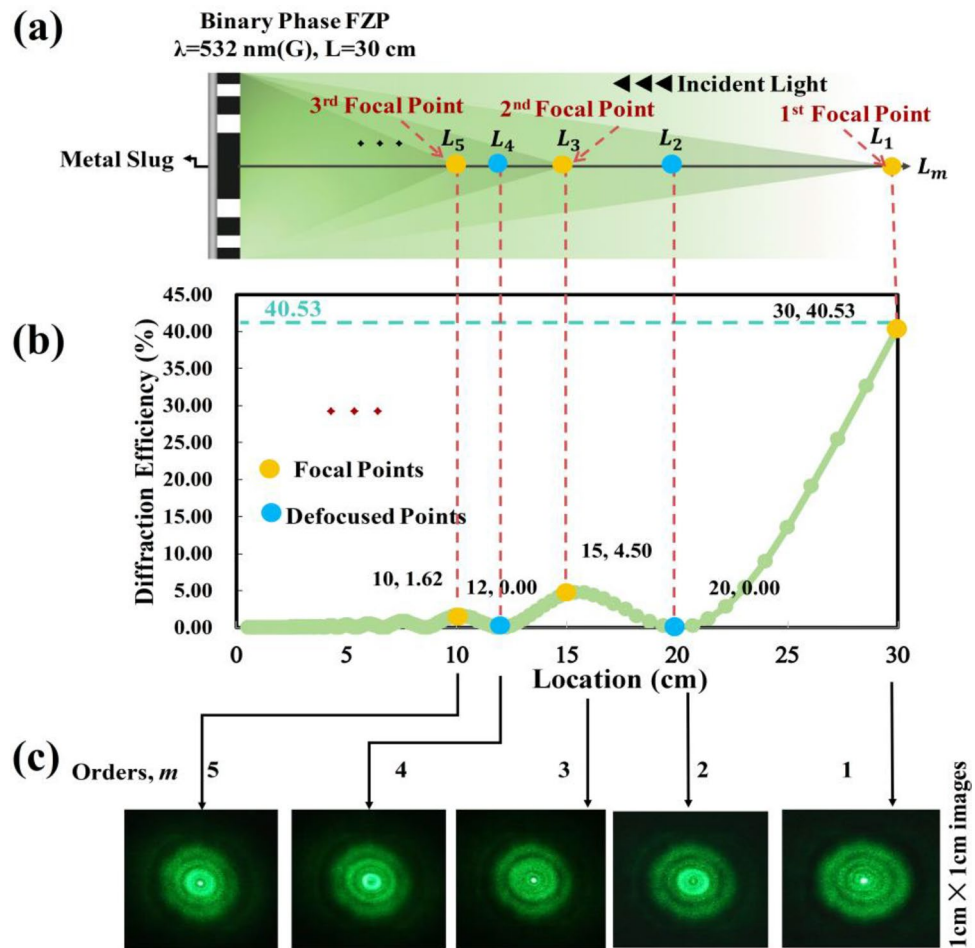 (a)
Binary Phase FZP
λ=532 nm(G), L=30 cm
Incident Light
3rd Focal Point
2nd Focal Point
1st Focal Point
L5
L4
L3
L2
L1
Metal Slug
Lm
(b)
Diffraction Efficiency (%)
45.00
40.00
35.00
30.00
25.00
20.00
15.00
10.00
5.00
0.00
40.53
30, 40.53
Focal Points
Defocused Points
10, 1.62
12, 0.00
15, 4.50
20, 0.00
0
5
10
15
20
25
30
Location (cm)
(c)
Orders, m
5
4
3
2
1
1cm × 1cm images